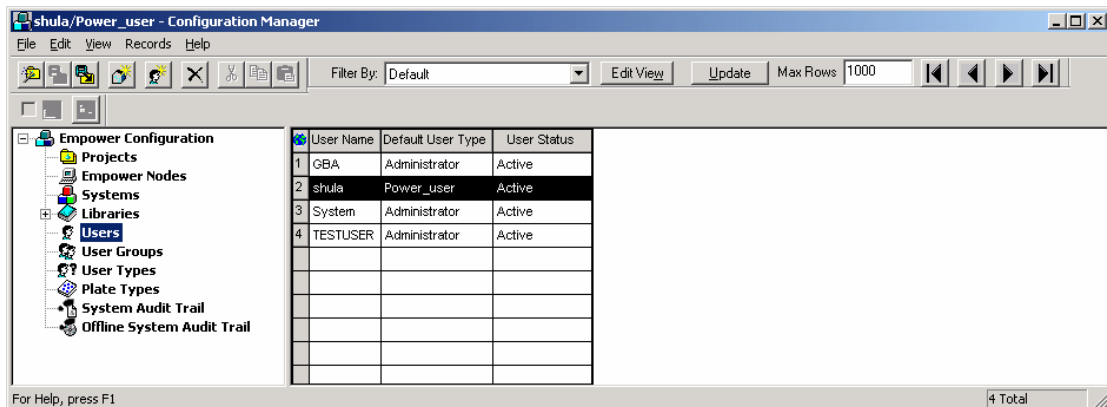 shula/Power_user - Configuration Manager
File Edit View Records Help
Filter By: Default Edit View Update Max Rows 1000
Empower Configuration
Projects
Empower Nodes
Systems
Libraries
Users
User Groups
User Types
Plate Types
System Audit Trail
Offline System Audit Trail
User Name Default User Type User Status
1 GBA Administrator Active
2 shula Power_user Active
3 System Administrator Active
4 TESTUSER Administrator Active
For Help, press F1 4 Total